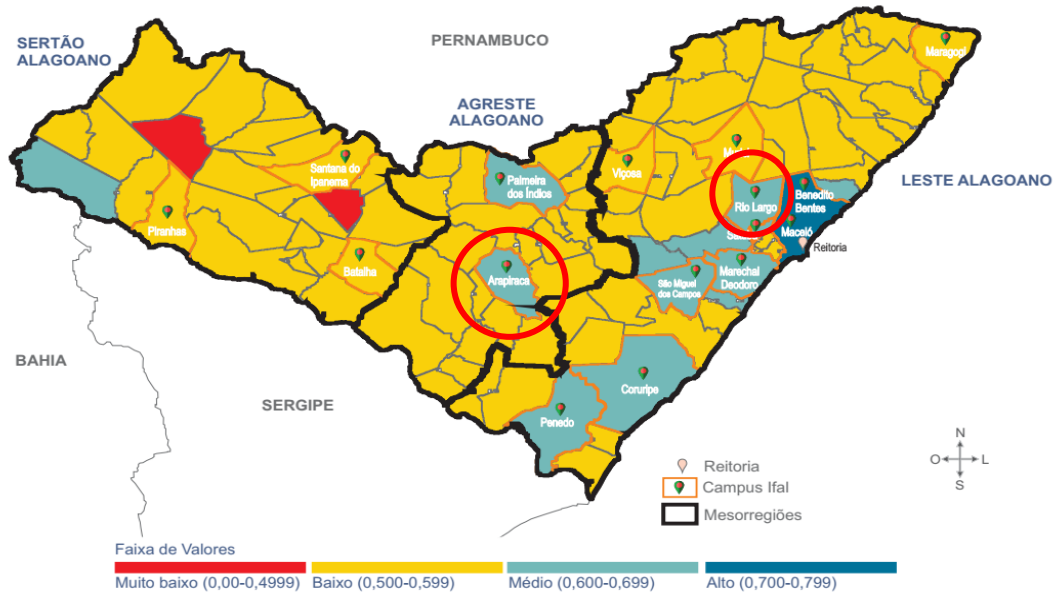 SERTÃO
ALAGOANO
PERNAMBUCO
Maragogi
AGRESTE
ALAGOANO
LESTE ALAGOANO
Santana do
Ipanema
Palmeira
dos Índios
Viçosa
Rio Largo
Benedito
Bentes
Maceió
Reitoria
Piranhas
Batalha
Arapiraca
São Miguel
dos Campos
Marechal
Deodoro
BAHIA
SERGIPE
Coruripe
Penedo
N
O
L
S
Reitoria
Campus Ifal
Mesorregiões
Faixa de Valores
Muito baixo (0,00-0,4999)
Baixo (0,500-0,599)
Médio (0,600-0,699)
Alto (0,700-0,799)